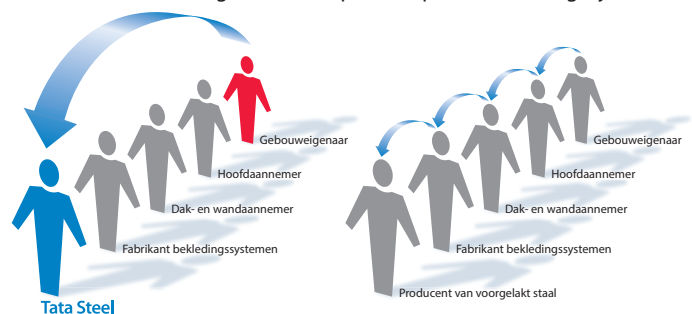 Gebouweigenaar
Hoofdaannemer
Dak- en wandaannemer
Fabrikant bekledingssystemen
Tata Steel
Gebouweigenaar
Hoofdaannemer
Dak- en wandaannemer
Fabrikant bekledingssystemen
Producent van voorgelakt staal